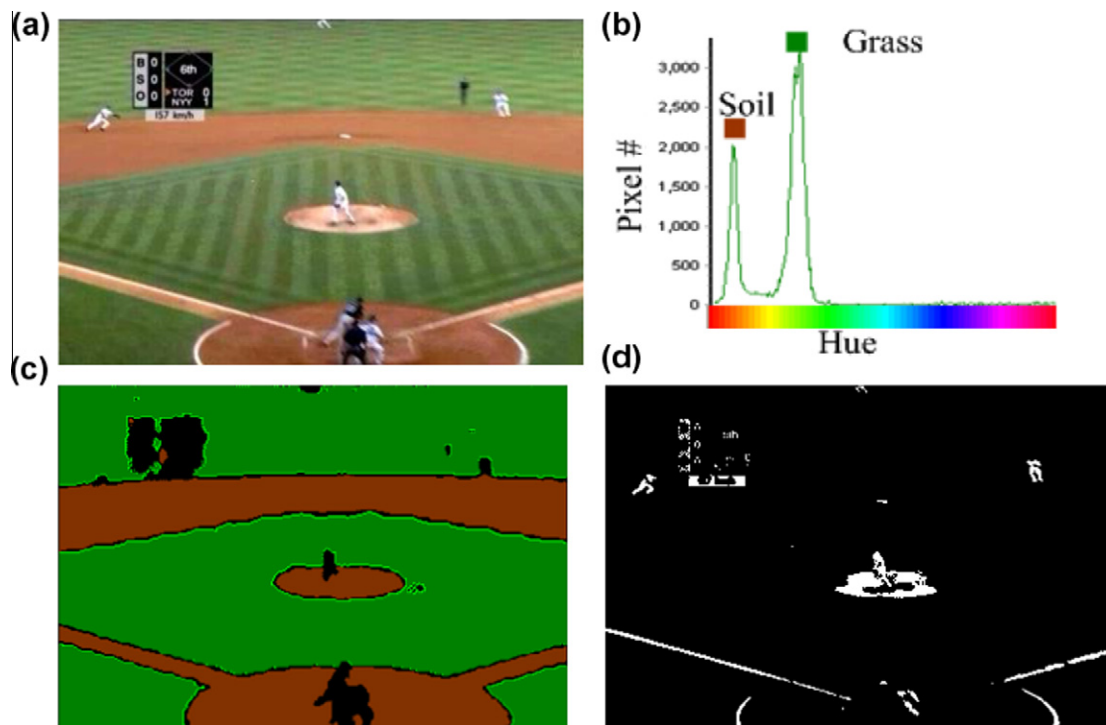 (a)
B 0
S 0
O 0
6th
TOR 0
NYY 1
157 km/h
(b)
Grass
Soil
Pixel #
3,000
2,500
2,000
1,500
1,000
500
0
Hue
(c)
(d)
6th